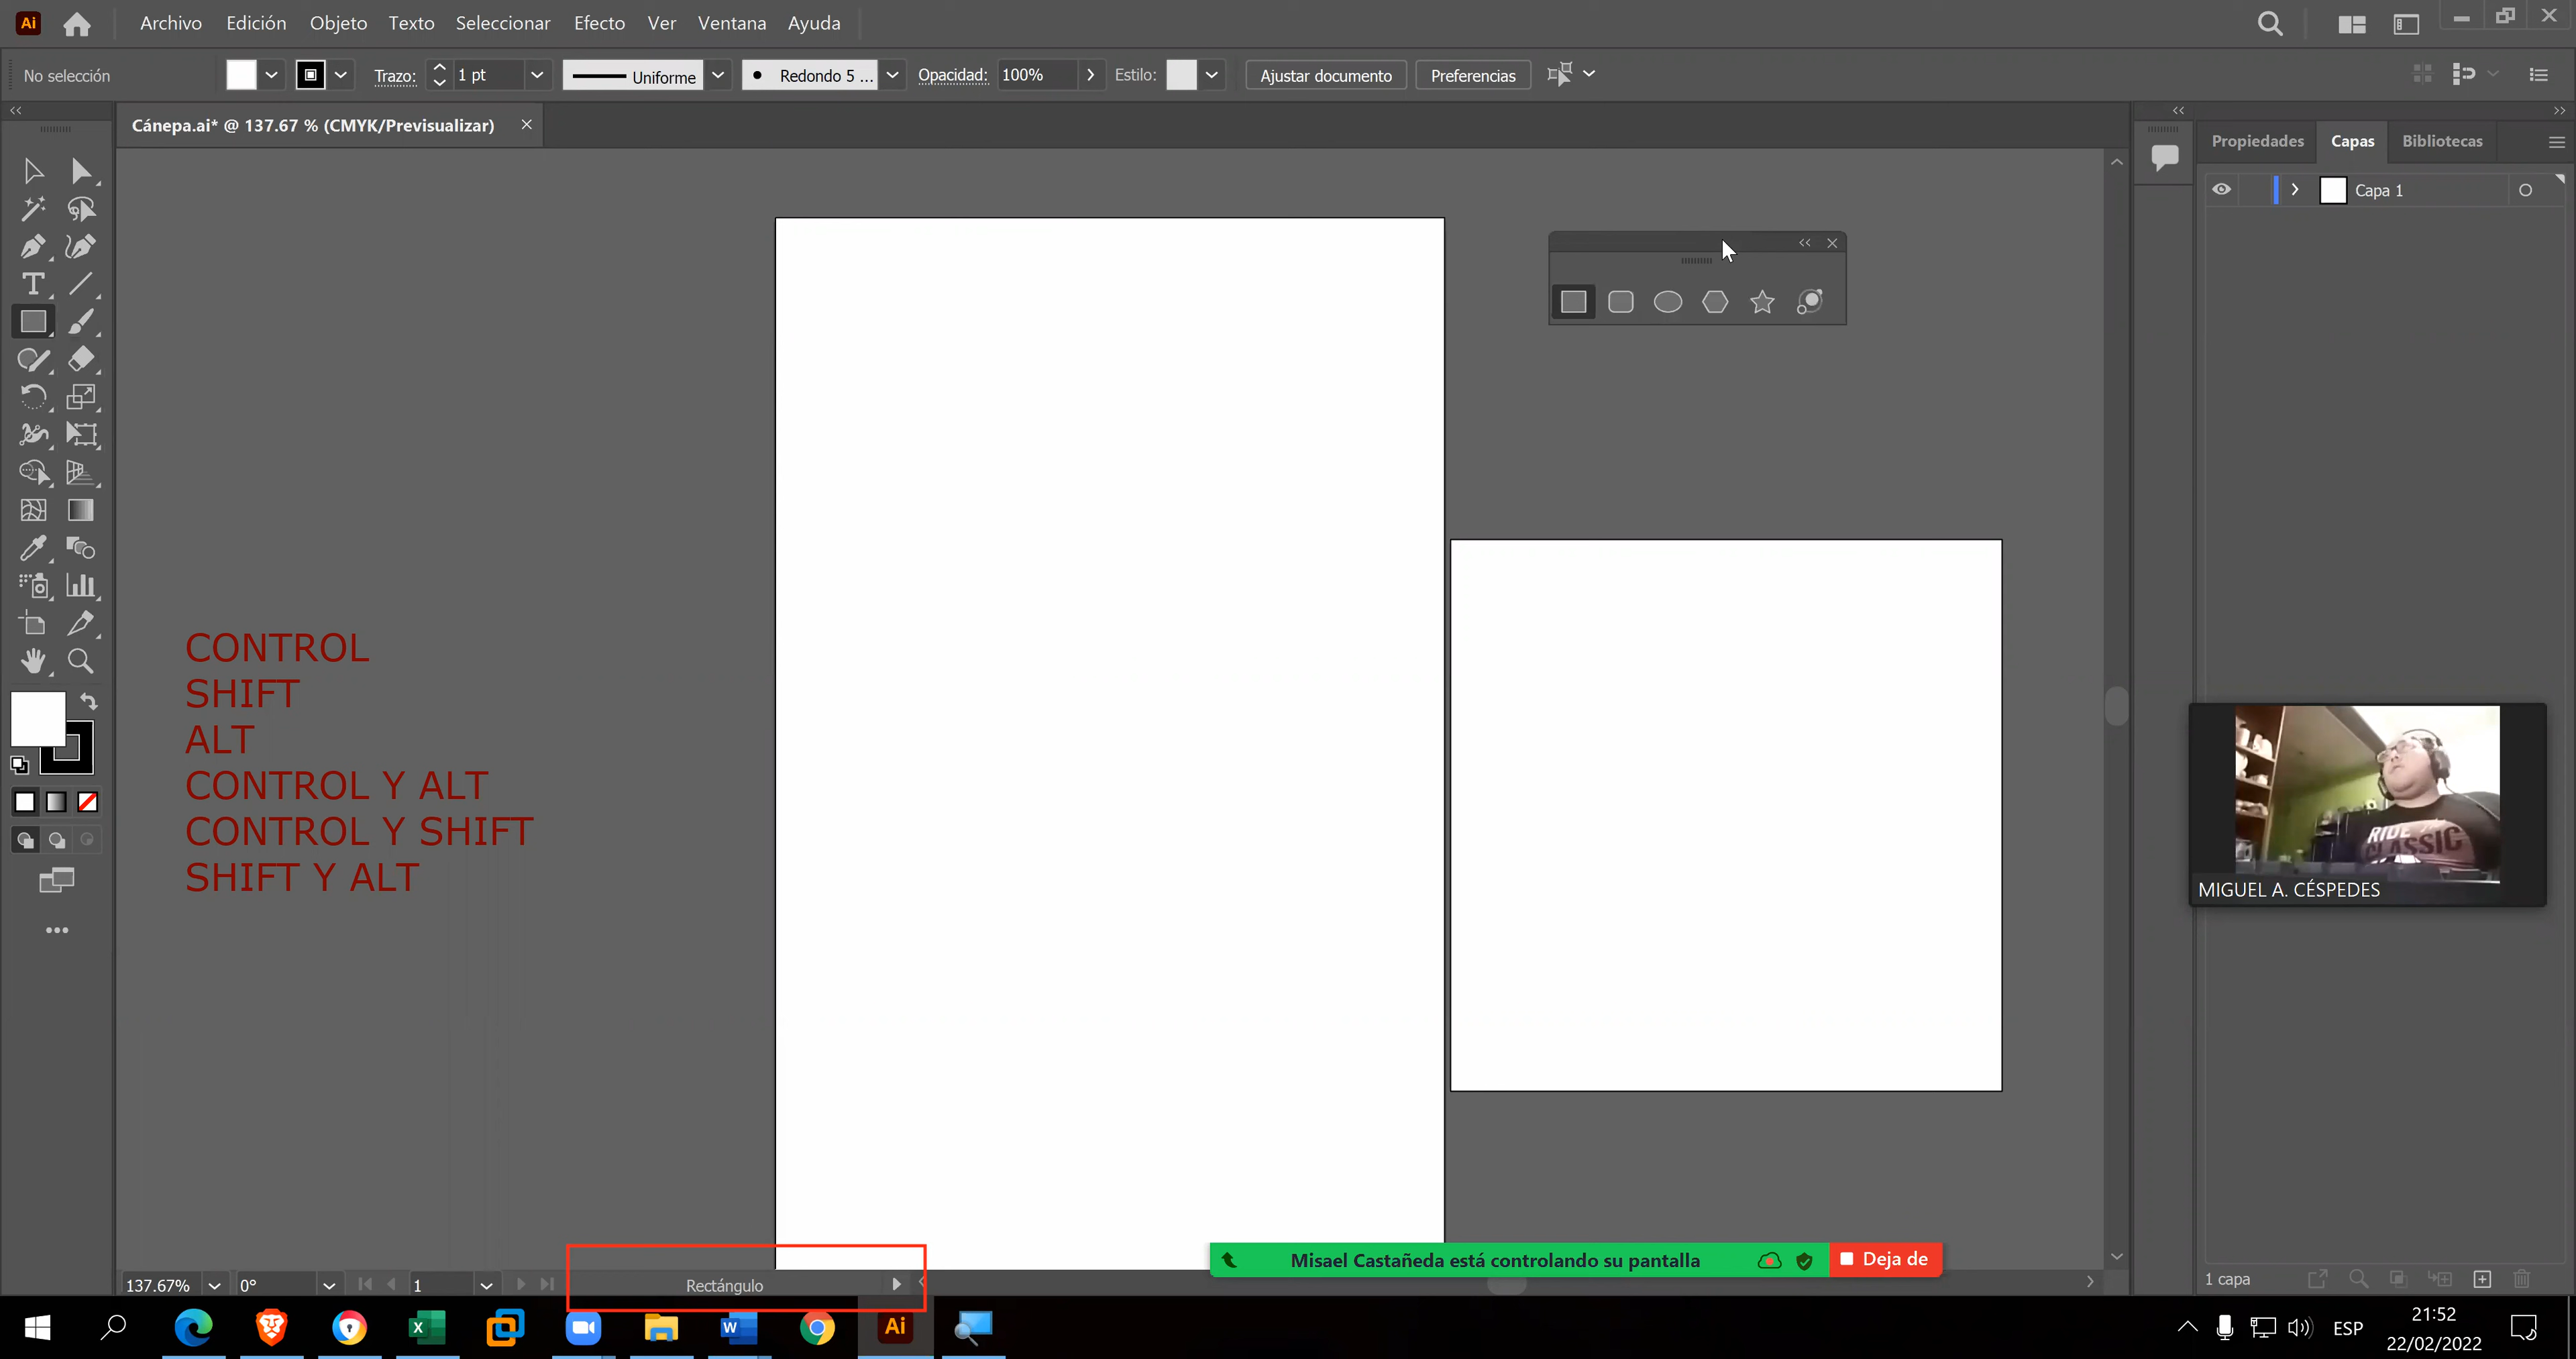 Ai Archivo Edición Objeto Texto Seleccionar Efecto Ver Ventana Ayuda
No selección Trazo: 1 pt Uniforme Redondo 5 ... Opacidad: 100% Estilo: Ajustar documento Preferencias
Cánepa.ai* @ 137.67 % (CMYK/Previsualizar)
Propiedades Capas Bibliotecas
Capa 1
CONTROL
SHIFT
ALT
CONTROL Y ALT
CONTROL Y SHIFT
SHIFT Y ALT
RIDE
CLASSIC
MIGUEL A. CÉSPEDES
Misael Castañeda está controlando su pantalla Deja de
137.67% 0° 1 Rectángulo
1 capa
Ai
ESP
21:52
22/02/2022